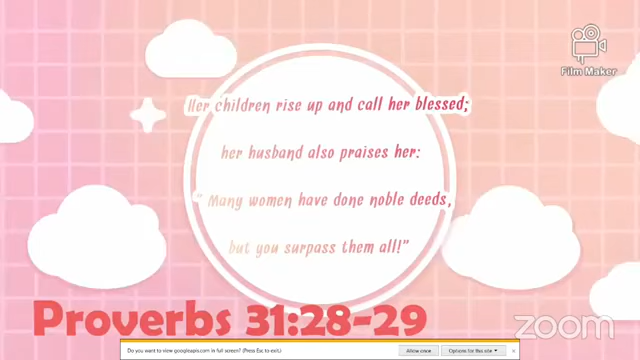 Film Maker
Her children rise up and call her blessed;
her husband also praises her:
" Many women have done noble deeds,
but you surpass them all!"
Proverbs 31:28-29
zoom
Do you want to view googleapis.com in full screen? (Press Esc to exit.)
Allow once
Options for this site